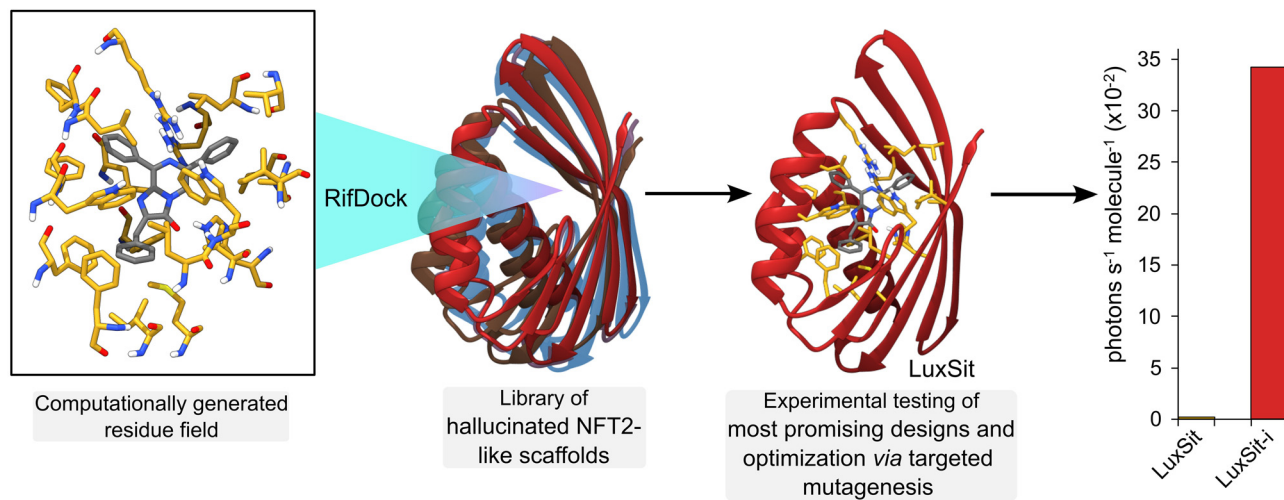 RifDock
Computationally generated
residue field
Library of
hallucinated NFT2-
like scaffolds
LuxSit
Experimental testing of
most promising designs and
optimization via targeted
mutagenesis
photons s⁻¹ molecule⁻¹ (x10⁻²)
35
30
25
20
15
10
5
0
LuxSit
LuxSit-i